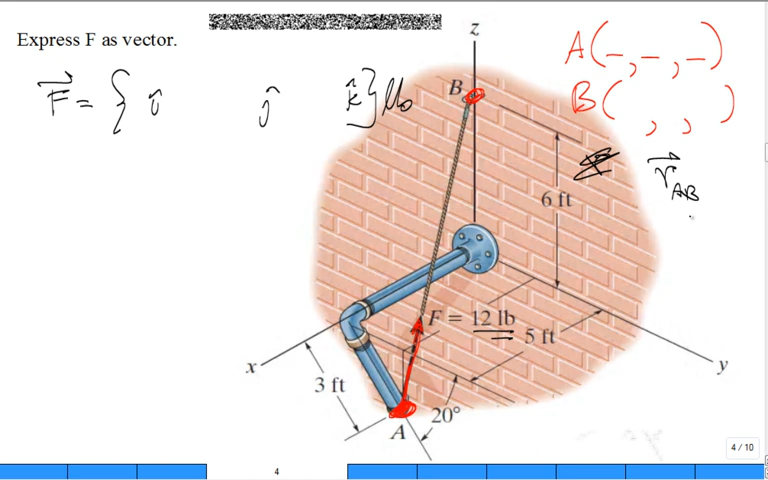 Express F as vector.
F = { î ĵ k̂ } lb
A(–, –, –)
B( , , )
r AB
z
B
6 ft
F = 12 lb
5 ft
x
y
3 ft
20°
A
4 / 10
4